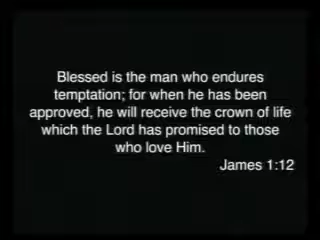 Blessed is the man who endures
temptation; for when he has been
approved, he will receive the crown of life
which the Lord has promised to those
who love Him.
James 1:12